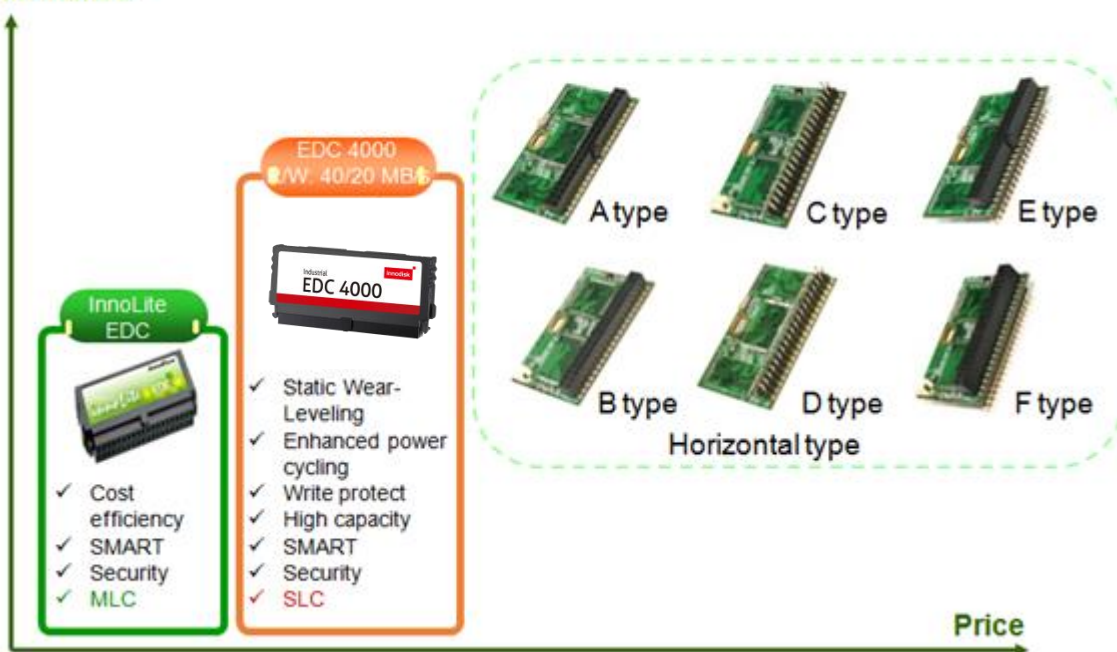 EDC 4000
R/W: 40/20 MB/S
A type
C type
E type
Industrial
innodisk
EDC 4000
InnoLite
EDC
InnoLite EDC
B type
D type
F type
Horizontal type
✓ Static Wear-
Leveling
✓ Enhanced power
cycling
✓ Write protect
✓ High capacity
✓ SMART
✓ Security
✓ SLC
✓ Cost
efficiency
✓ SMART
✓ Security
✓ MLC
Price